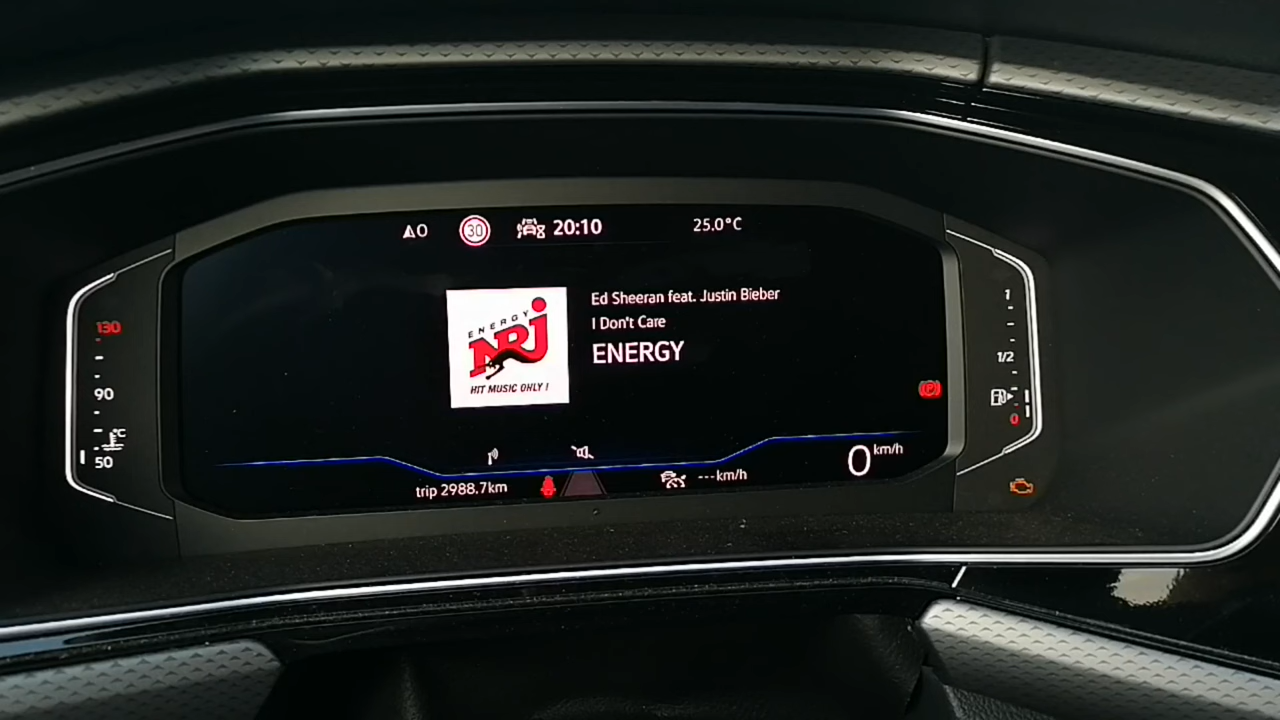 0 30 20:10 25.0°C
130
90
°C
50
ENERGY
NRJ
HIT MUSIC ONLY !
Ed Sheeran feat. Justin Bieber
I Don't Care
ENERGY
1
1/2
0
(P)
trip 2988.7km
--- km/h
0 km/h